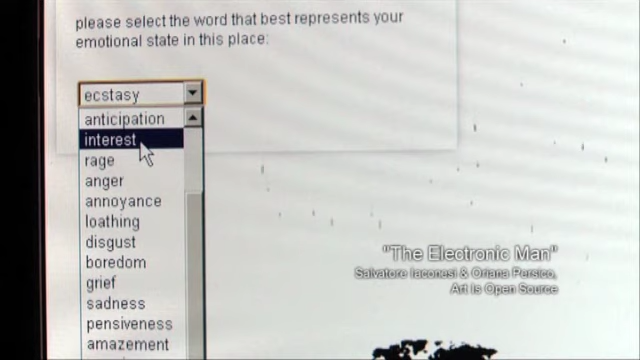 please select the word that best represents your
emotional state in this place:
ecstasy
anticipation
interest
rage
anger
annoyance
loathing
disgust
boredom
grief
sadness
pensiveness
amazement
"The Electronic Man"
Salvatore Iaconesi & Oriana Persico,
Art Is Open Source